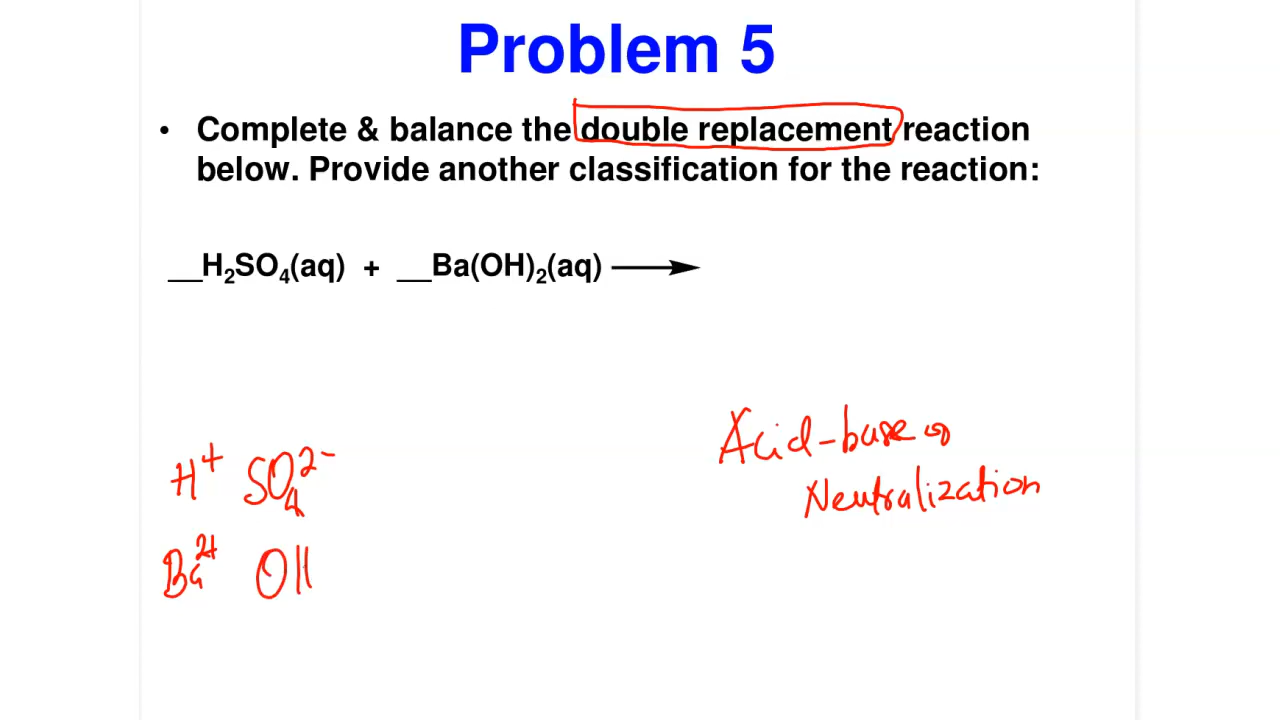 Problem 5
• Complete & balance the double replacement reaction
below. Provide another classification for the reaction:
__H₂SO₄(aq) + __Ba(OH)₂(aq) ⟶
Acid-base or
Neutralization
H⁺ SO₄²⁻
Ba²⁺ OH